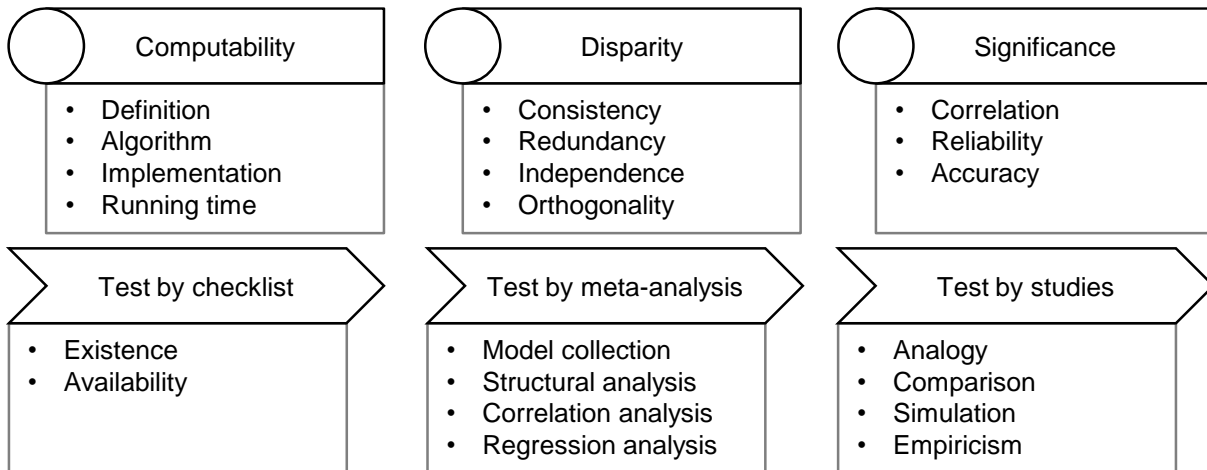 Computability
• Definition
• Algorithm
• Implementation
• Running time
Disparity
• Consistency
• Redundancy
• Independence
• Orthogonality
Significance
• Correlation
• Reliability
• Accuracy
Test by checklist
• Existence
• Availability
Test by meta-analysis
• Model collection
• Structural analysis
• Correlation analysis
• Regression analysis
Test by studies
• Analogy
• Comparison
• Simulation
• Empiricism